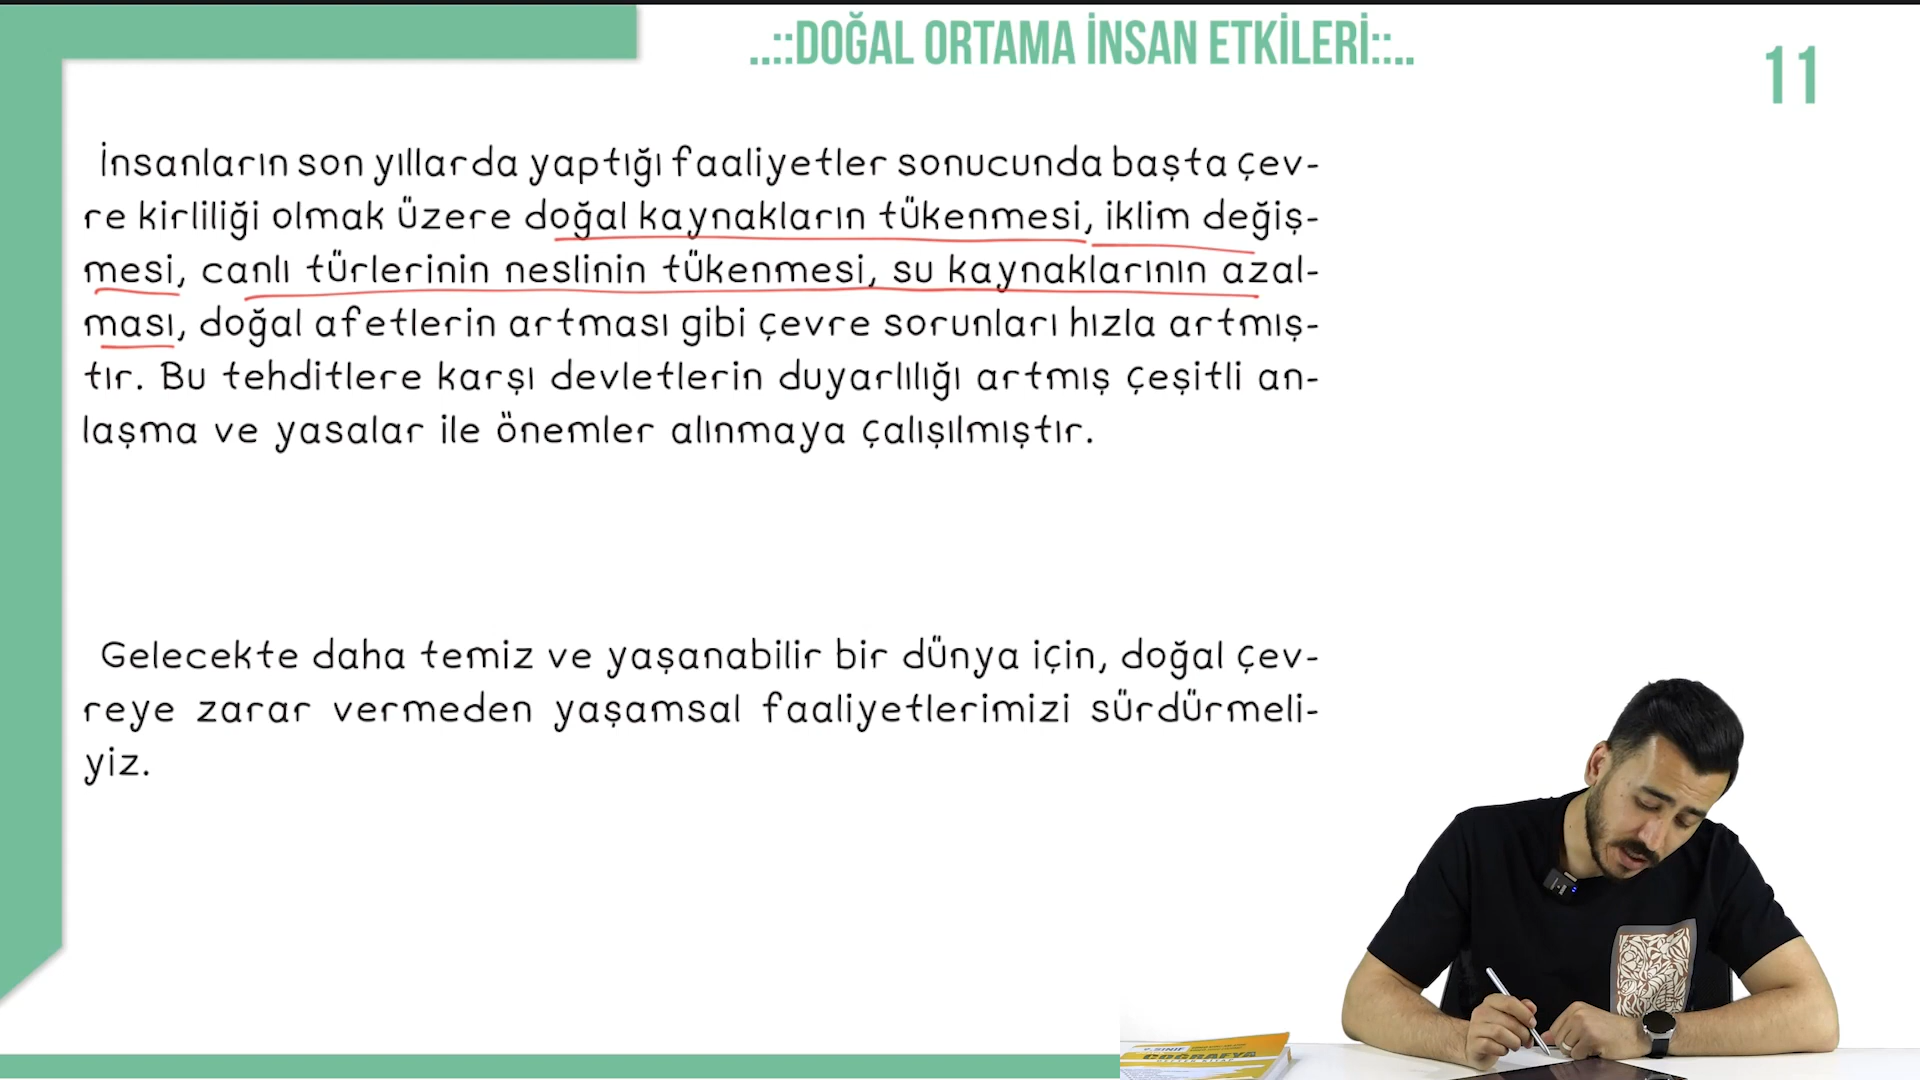 ..::DOĞAL ORTAMA İNSAN ETKİLERİ::..
11
İnsanların son yıllarda yaptığı faaliyetler sonucunda başta çev-
re kirliliği olmak üzere doğal kaynakların tükenmesi, iklim değiş-
mesi, canlı türlerinin neslinin tükenmesi, su kaynaklarının azal-
ması, doğal afetlerin artması gibi çevre sorunları hızla artmış-
tır. Bu tehditlere karşı devletlerin duyarlılığı artmış çeşitli an-
laşma ve yasalar ile önemler alınmaya çalışılmıştır.
Gelecekte daha temiz ve yaşanabilir bir dünya için, doğal çev-
reye zarar vermeden yaşamsal faaliyetlerimizi sürdürmeli-
yiz.
COĞRAFYA